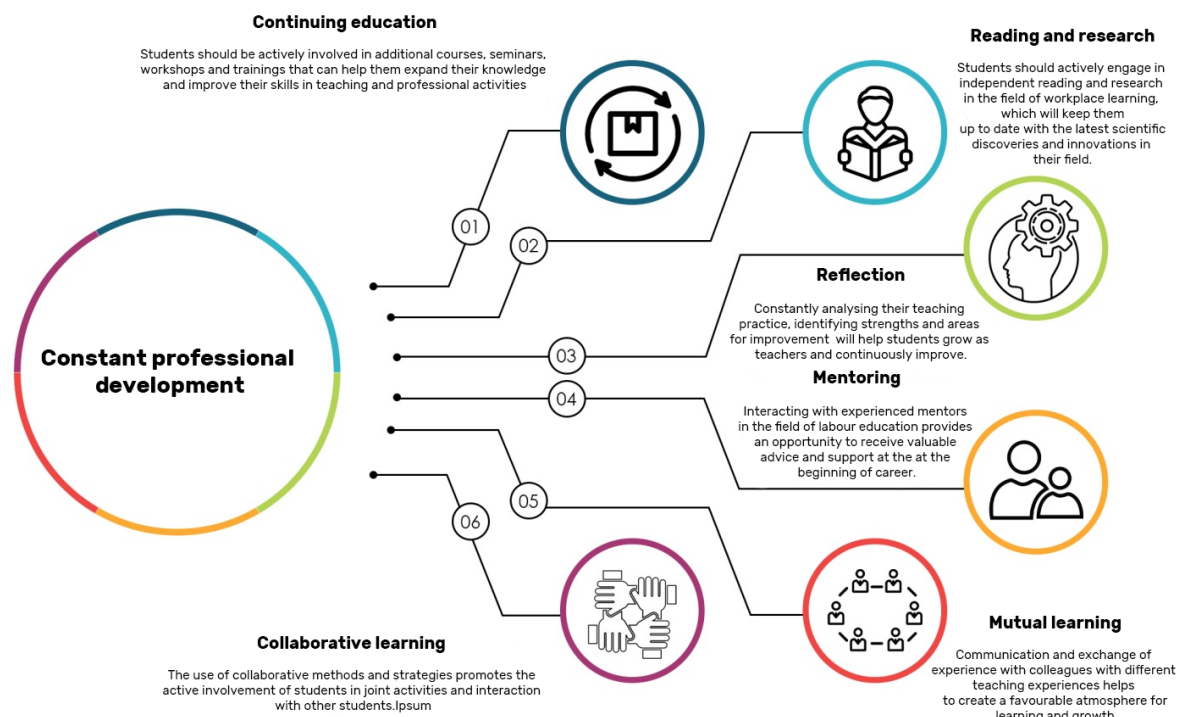 Continuing education
Students should be actively involved in additional courses, seminars,
workshops and trainings that can help them expand their knowledge
and improve their skills in teaching and professional activities
Reading and research
Students should actively engage in
independent reading and research
in the field of workplace learning,
which will keep them
up to date with the latest scientific
discoveries and innovations in
their field.
01
02
Reflection
Constantly analysing their teaching
practice, identifying strengths and areas
for improvement will help students grow as
teachers and continuously improve.
03
Constant professional
development
Mentoring
04
Interacting with experienced mentors
in the field of labour education provides
an opportunity to receive valuable
advice and support at the at the
beginning of career.
05
06
Mutual learning
Communication and exchange of
experience with colleagues with different
teaching experiences helps
to create a favourable atmosphere for
learning and growth
Collaborative learning
The use of collaborative methods and strategies promotes the
active involvement of students in joint activities and interaction
with other students.Ipsum